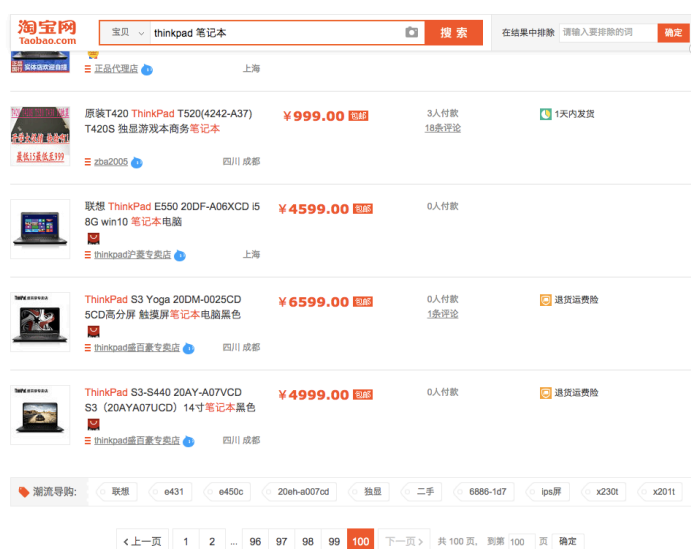 淘宝网
Taobao.com
宝贝
thinkpad 笔记本
搜 索
在结果中排除
请输入要排除的词
确定
正品代理店
上海
原装T420 ThinkPad T520(4242-A37)
T420S 独显游戏本商务笔记本
zba2005
四川 成都
￥999.00 包邮
3人付款
18条评论
1天内发货
最低i5最低至999
联想 ThinkPad E550 20DF-A06XCD i5
8G win10 笔记本电脑
thinkpad沪豪专卖店
上海
￥4599.00 包邮
0人付款
ThinkPad S3 Yoga 20DM-0025CD
5CD高分屏 触摸屏笔记本电脑黑色
thinkpad盛百豪专卖店
四川 成都
￥6599.00 包邮
0人付款
1条评论
退货运费险
ThinkPad S3-S440 20AY-A07VCD
S3（20AYA07UCD）14寸笔记本黑色
thinkpad盛百豪专卖店
四川 成都
￥4999.00 包邮
0人付款
退货运费险
潮流导购:
联想
e431
e450c
20eh-a007cd
独显
二手
6886-1d7
ips屏
x230t
x201t
<上一页 1 2 ... 96 97 98 99 100 下一页> 共 100 页， 到第 100 页 确定